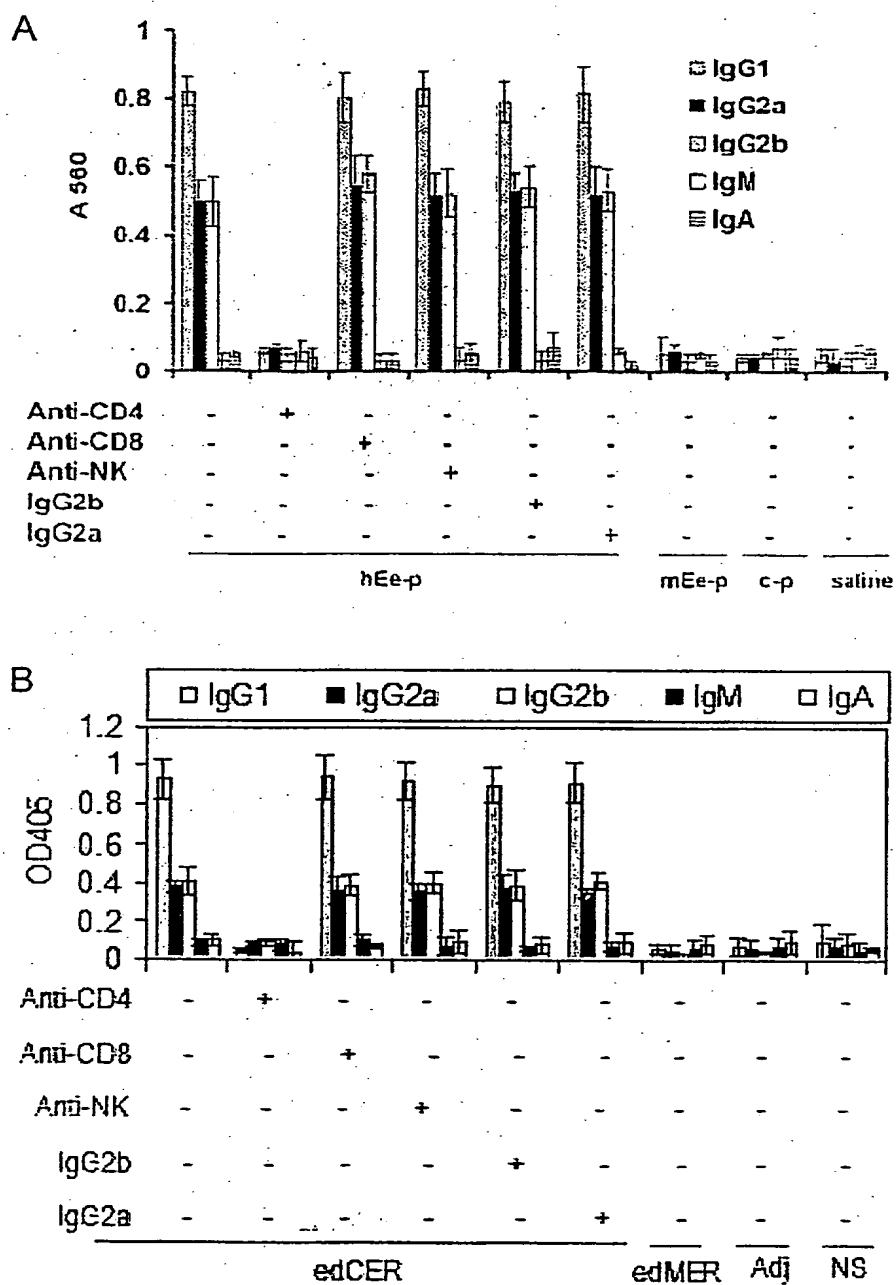 A
1
0.8
0.6
0.4
0.2
0
A 560
IgG1
IgG2a
IgG2b
IgM
IgA
Anti-CD4 - + - - - - - - -
Anti-CD8 - - + - - - - - -
Anti-NK - - - + - - - - -
IgG2b - - - - + - - - -
IgG2a - - - - - + - - -
hEe-p mEe-p c-p saline
B
IgG1 IgG2a IgG2b IgM IgA
1.2
1
0.8
0.6
0.4
0.2
0
OD405
Anti-CD4 - + - - - - - - -
Anti-CD8 - - + - - - - - -
Anti-NK - - - + - - - - -
IgG2b - - - - + - - - -
IgG2a - - - - - + - - -
edCER edMER Adj NS